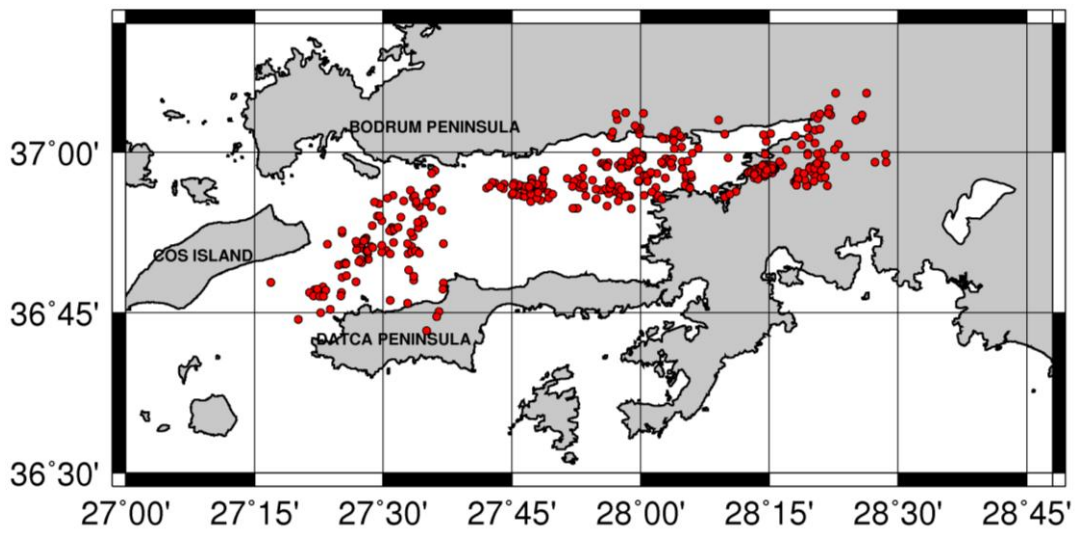 BODRUM PENINSULA
37°00'
COS ISLAND
36°45'
DATCA PENINSULA
36°30'
27°00' 27°15' 27°30' 27°45' 28°00' 28°15' 28°30' 28°45'